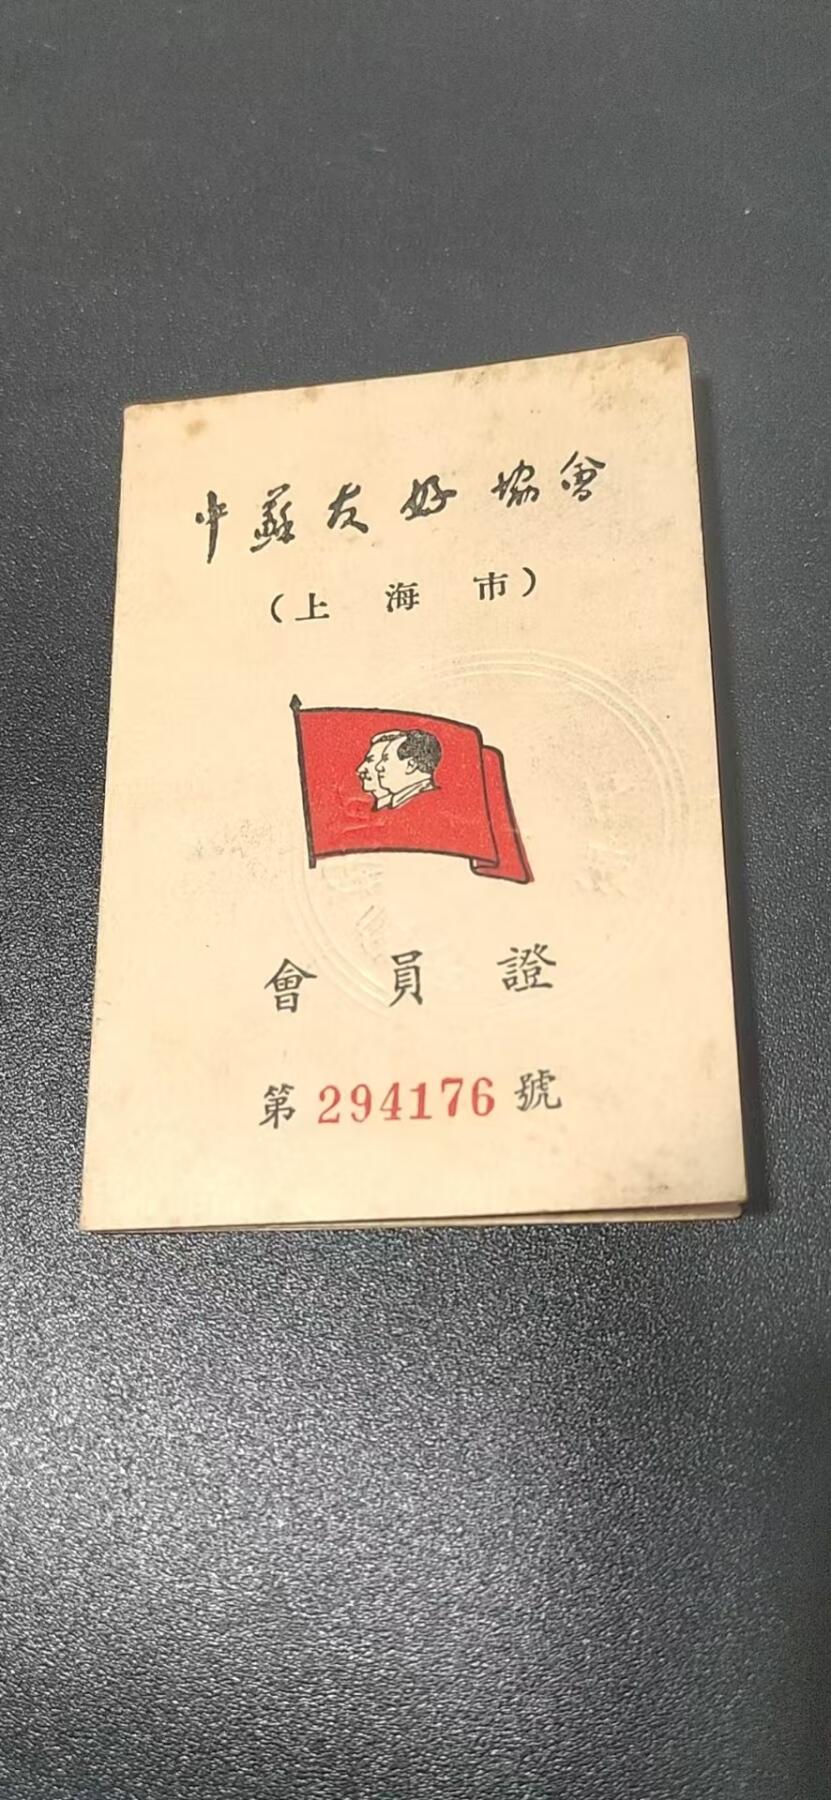 中蘇友好協會
（上海市）
會員證
第294176號